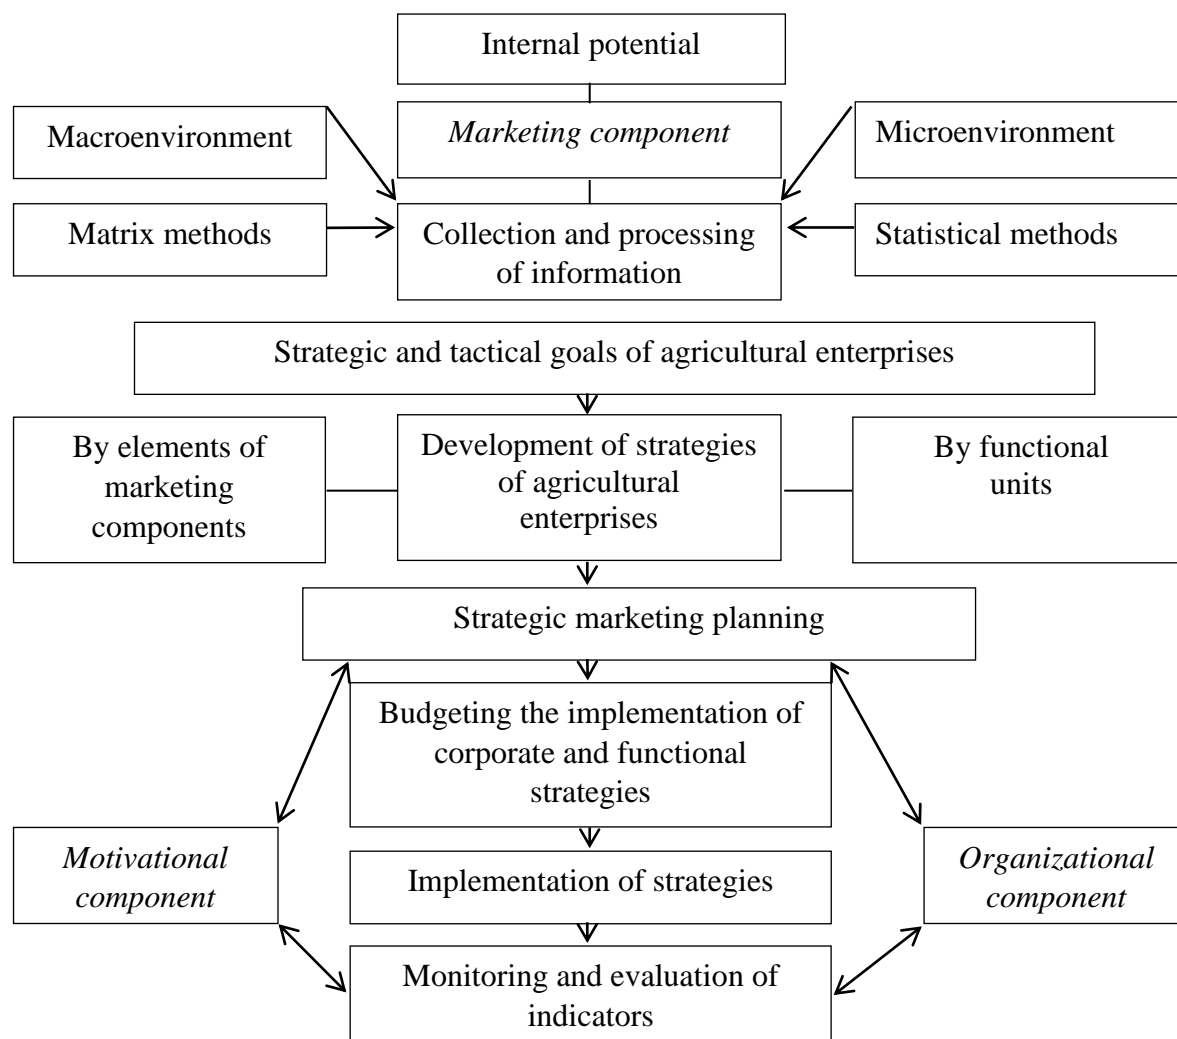 Internal potential
Macroenvironment
Marketing component
Microenvironment
Matrix methods
Collection and processing
of information
Statistical methods
Strategic and tactical goals of agricultural enterprises
By elements of
marketing
components
Development of strategies
of agricultural
enterprises
By functional
units
Strategic marketing planning
Budgeting the implementation of
corporate and functional
strategies
Motivational
component
Implementation of strategies
Organizational
component
Monitoring and evaluation of
indicators